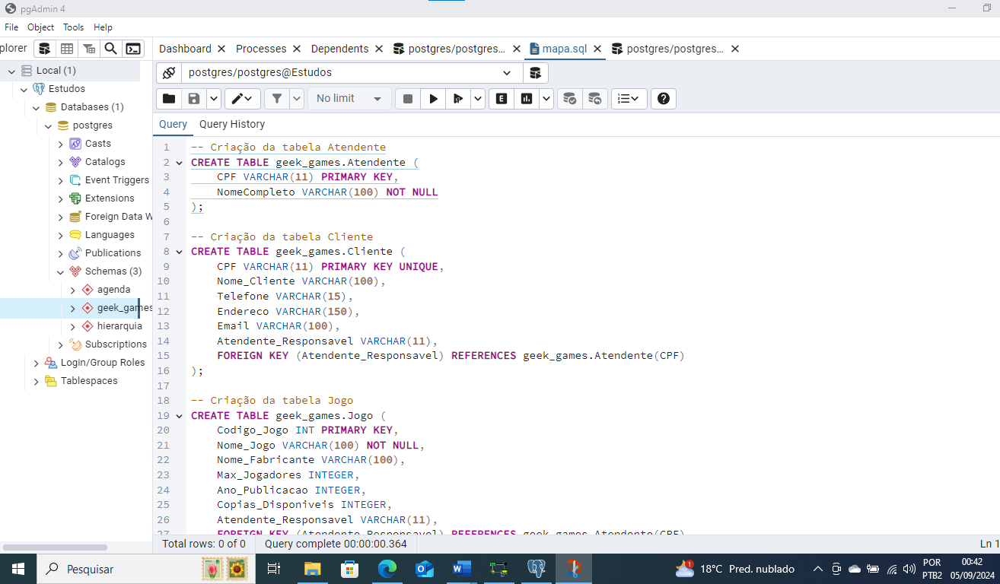 pgAdmin 4
File Object Tools Help
plorer
Dashboard Processes Dependents postgres/postgres... mapa.sql postgres/postgres...
Local (1)
Estudos
Databases (1)
postgres
Casts
Catalogs
Event Triggers
Extensions
Foreign Data W
Languages
Publications
Schemas (3)
agenda
geek_games
hierarquia
Subscriptions
Login/Group Roles
Tablespaces
postgres/postgres@Estudos
No limit
E
Query Query History
1 -- Criação da tabela Atendente
2 CREATE TABLE geek_games.Atendente (
3 CPF VARCHAR(11) PRIMARY KEY,
4 NomeCompleto VARCHAR(100) NOT NULL
5 );
6
7 -- Criação da tabela Cliente
8 CREATE TABLE geek_games.Cliente (
9 CPF VARCHAR(11) PRIMARY KEY UNIQUE,
10 Nome_Cliente VARCHAR(100),
11 Telefone VARCHAR(15),
12 Endereco VARCHAR(150),
13 Email VARCHAR(100),
14 Atendente_Responsavel VARCHAR(11),
15 FOREIGN KEY (Atendente_Responsavel) REFERENCES geek_games.Atendente(CPF)
16 );
17
18 -- Criação da tabela Jogo
19 CREATE TABLE geek_games.Jogo (
20 Codigo_Jogo INT PRIMARY KEY,
21 Nome_Jogo VARCHAR(100) NOT NULL,
22 Nome_Fabricante VARCHAR(100),
23 Max_Jogadores INTEGER,
24 Ano_Publicacao INTEGER,
25 Copias_Disponiveis INTEGER,
26 Atendente_Responsavel VARCHAR(11),
27 FOREIGN KEY (Atendente_Responsavel) REFERENCES geek_games.Atendente(CPF)
Total rows: 0 of 0 Query complete 00:00:00.364 Ln 1
Pesquisar
1
18°C Pred. nublado
POR
PTB2
00:42
05/09/2024